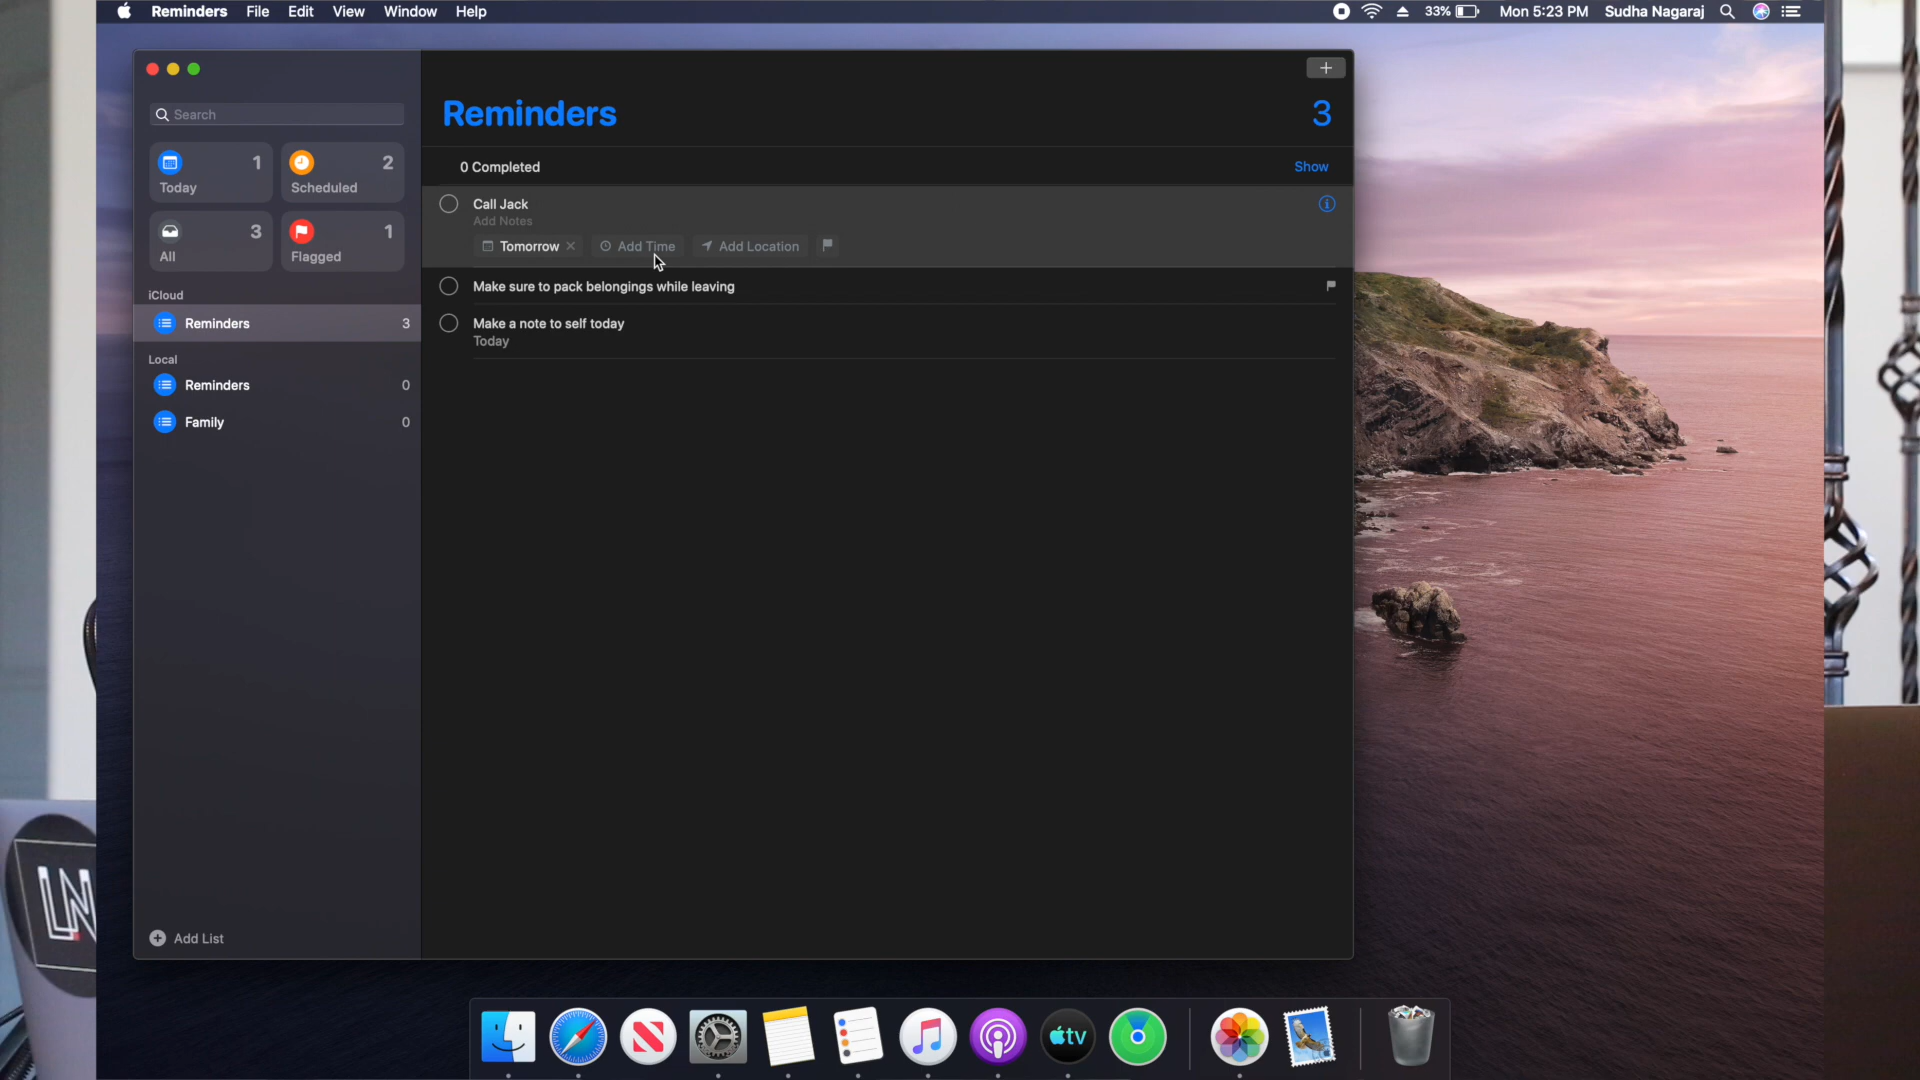 Reminders File Edit View Window Help
33% Mon 5:23 PM Sudha Nagaraj
Search
1
Today
2
Scheduled
3
All
1
Flagged
iCloud
Reminders 3
Local
Reminders 0
Family 0
Add List
Reminders 3
0 Completed Show
Call Jack
Add Notes
Tomorrow Add Time Add Location
Make sure to pack belongings while leaving
Make a note to self today
Today
tv
LN